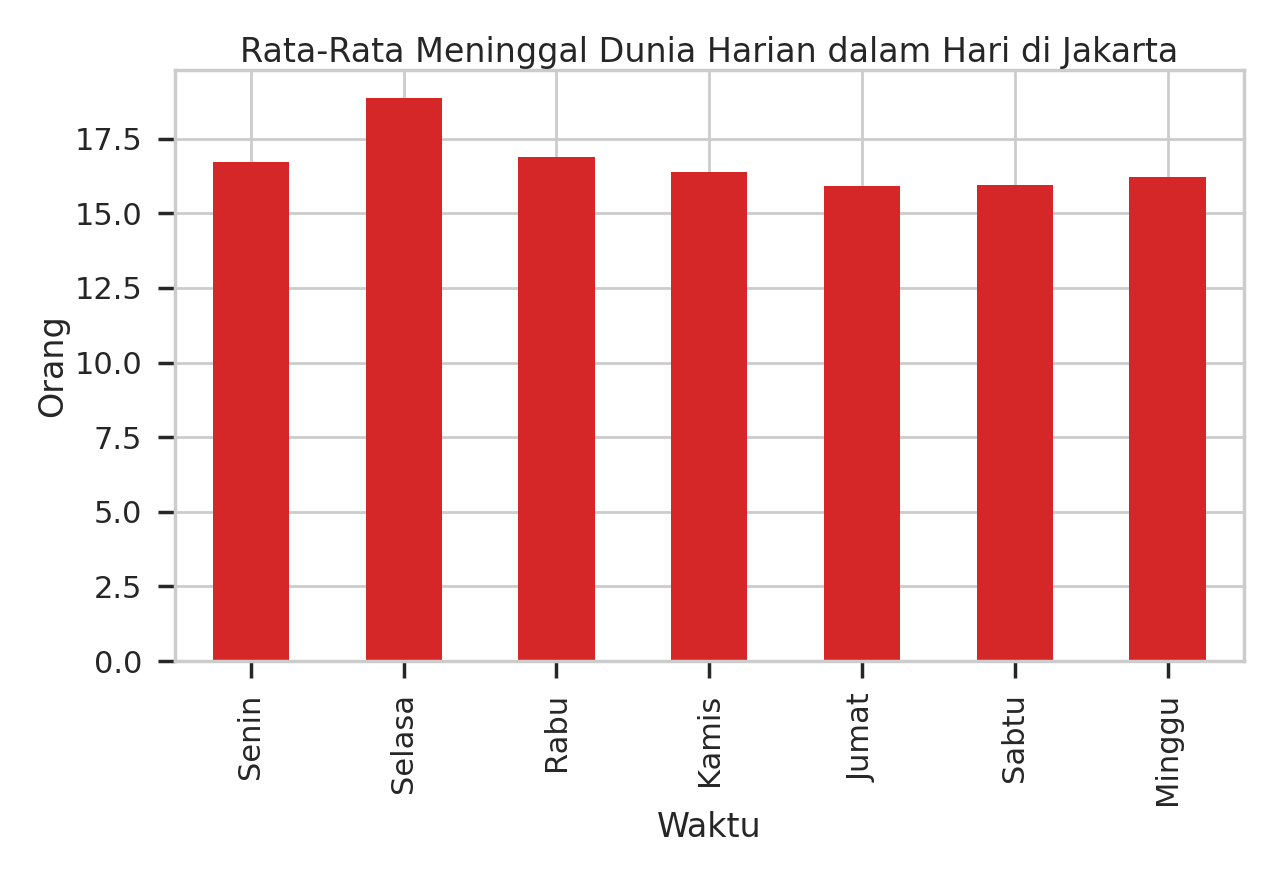 Rata-Rata Meninggal Dunia Harian dalam Hari di Jakarta
Orang
17.5
15.0
12.5
10.0
7.5
5.0
2.5
0.0
Senin
Selasa
Rabu
Kamis
Jumat
Sabtu
Minggu
Waktu